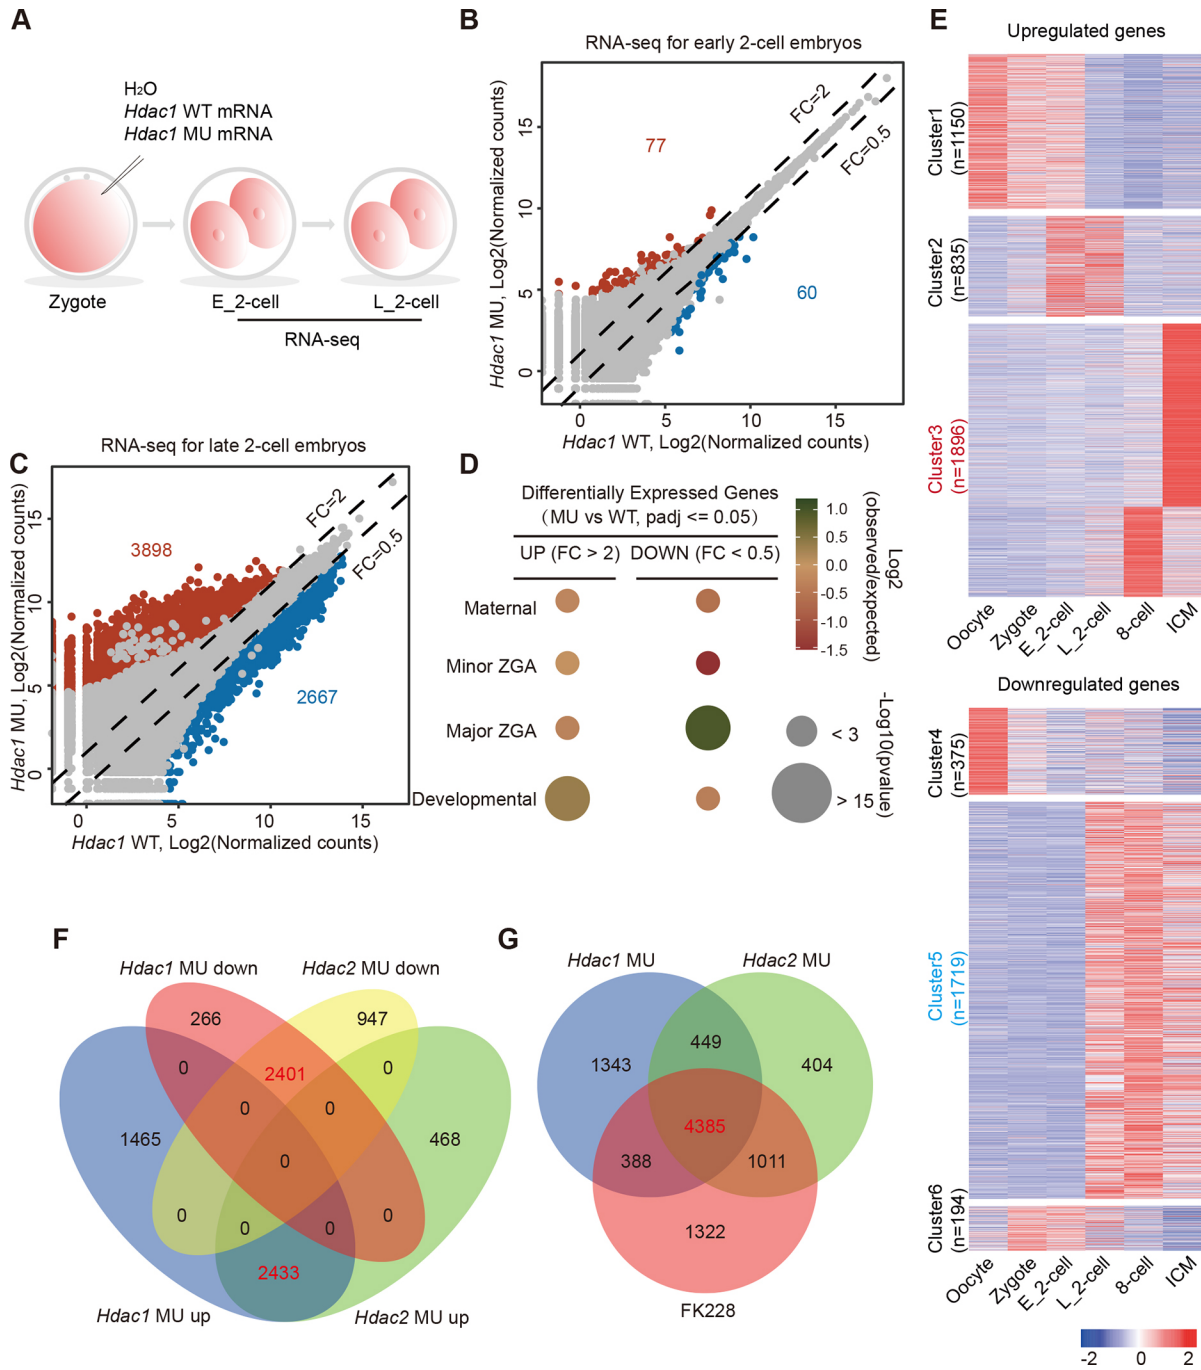 A
H2O
Hdac1 WT mRNA
Hdac1 MU mRNA
Zygote
E_2-cell
L_2-cell
RNA-seq
B
RNA-seq for early 2-cell embryos
Hdac1 MU, Log2(Normalized counts)
15
10
5
0
77
60
FC=2
FC=0.5
0
5
10
15
Hdac1 WT, Log2(Normalized counts)
C
RNA-seq for late 2-cell embryos
Hdac1 MU, Log2(Normalized counts)
15
10
5
0
3898
2667
FC=2
FC=0.5
0
5
10
15
Hdac1 WT, Log2(Normalized counts)
D
Differentially Expressed Genes
(MU vs WT, padj <= 0.05)
UP (FC > 2)
DOWN (FC < 0.5)
Maternal
Minor ZGA
Major ZGA
Developmental
1.0
0.5
0.0
-0.5
-1.0
-1.5
Log2
(observed/expected)
< 3
> 15
-Log10(pvalue)
E
Upregulated genes
Cluster1
(n=1150)
Cluster2
(n=835)
Cluster3
(n=1896)
Oocyte
Zygote
E_2-cell
L_2-cell
8-cell
ICM
Downregulated genes
Cluster4
(n=375)
Cluster5
(n=1719)
Cluster6
(n=194)
Oocyte
Zygote
E_2-cell
L_2-cell
8-cell
ICM
-2
0
2
F
Hdac1 MU down
Hdac2 MU down
266
947
0
2401
0
0
0
1465
468
0
0
0
0
0
2433
Hdac1 MU up
Hdac2 MU up
G
Hdac1 MU
Hdac2 MU
449
1343
404
4385
388
1011
1322
FK228